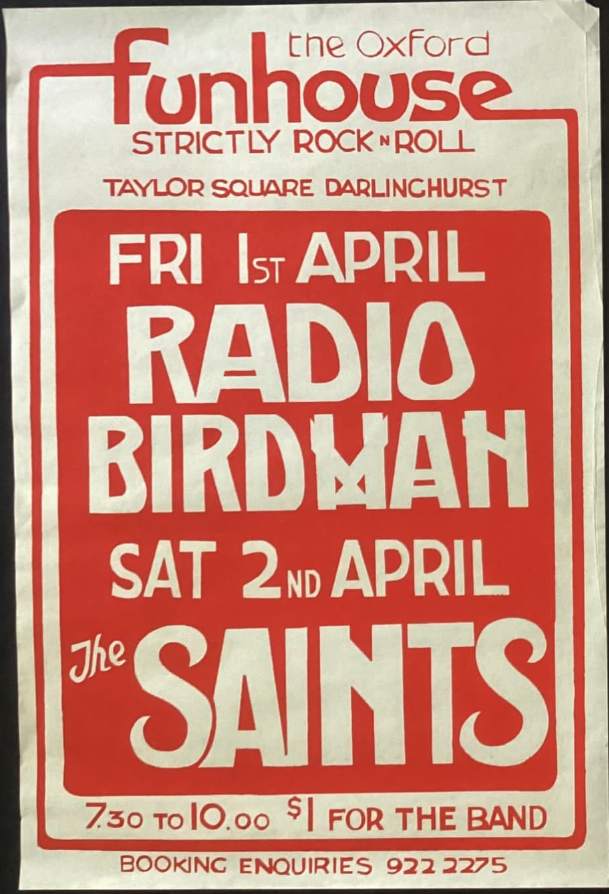 the Oxford
funhouse
STRICTLY ROCK N ROLL
TAYLOR SQUARE DARLINGHURST
FRI 1ST APRIL
RADIO
BIRDMAN
SAT 2ND APRIL
The SAINTS
7.30 TO 10.00 $1 FOR THE BAND
BOOKING ENQUIRIES 922 2275